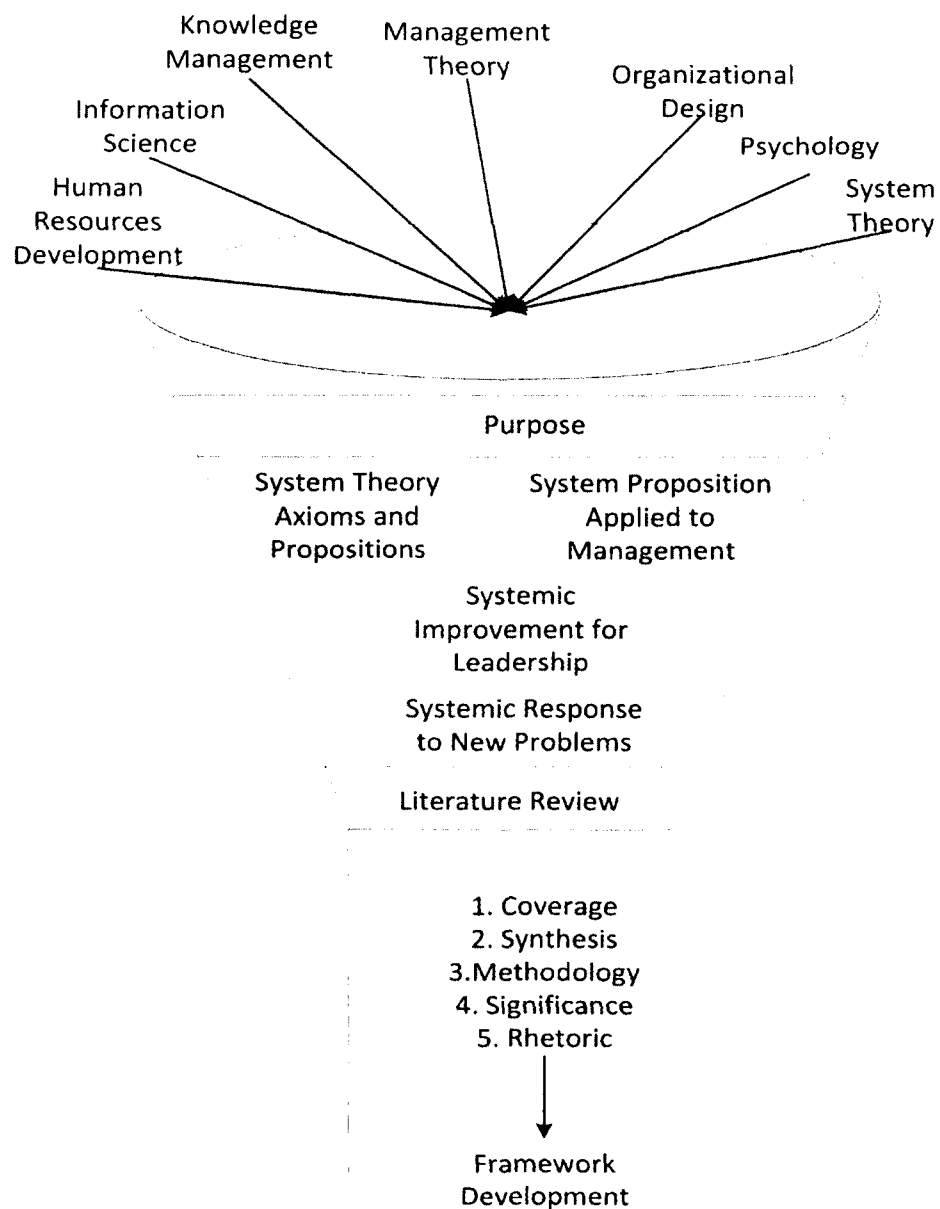 Knowledge
Management
Management
Theory
Organizational
Design
Information
Science
Psychology
Human
Resources
Development
System
Theory
Purpose
System Theory
Axioms and
Propositions
System Proposition
Applied to
Management
Systemic
Improvement for
Leadership
Systemic Response
to New Problems
Literature Review
1. Coverage
2. Synthesis
3.Methodology
4. Significance
5. Rhetoric
Framework
Development